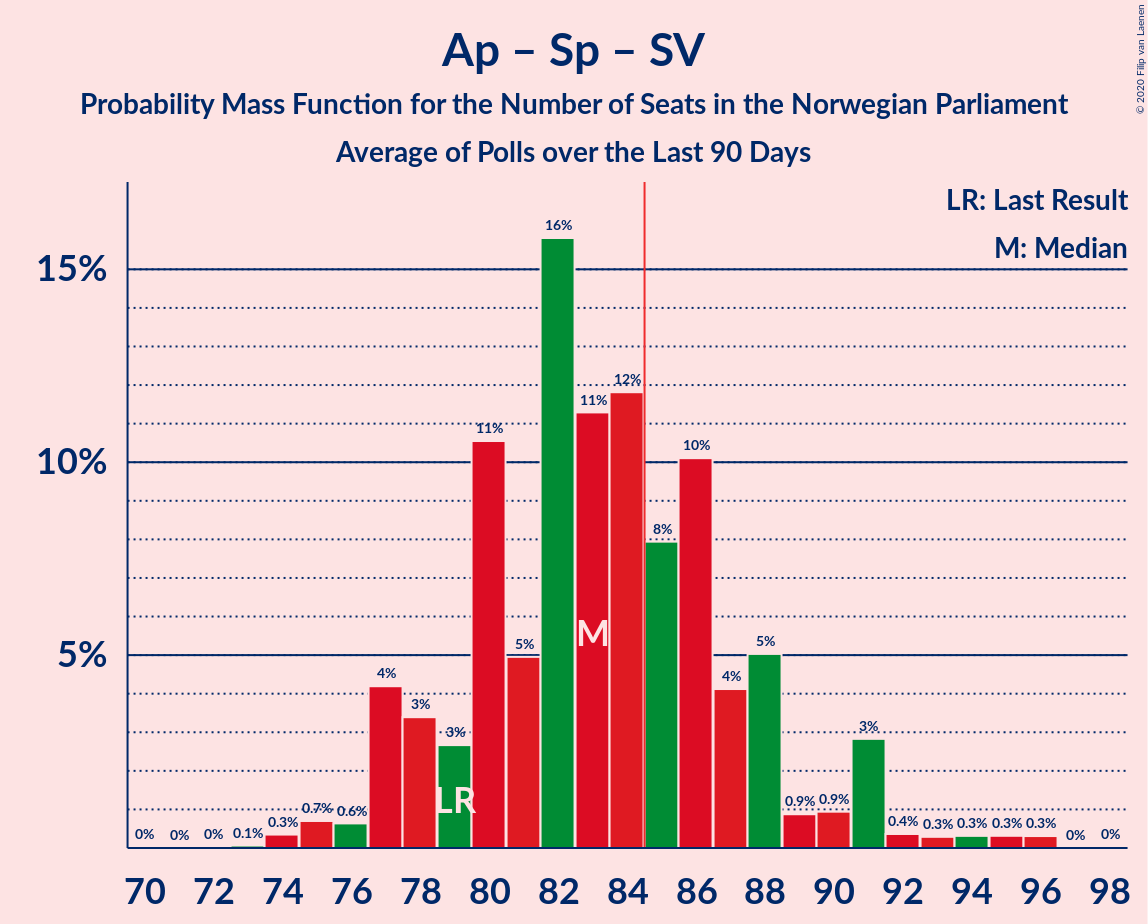 Ap – Sp – SV
Probability Mass Function for the Number of Seats in the Norwegian Parliament
Average of Polls over the Last 90 Days
© 2020 Filip van Laenen
LR: Last Result
M: Median
15%
10%
5%
0% 0% 0% 0.1% 0.3% 0.7% 0.6% 4% 3% 3% 11% 5% 16% 11% 12% 8% 10% 4% 5% 0.9% 0.9% 3% 0.4% 0.3% 0.3% 0.3% 0.3% 0% 0%
M
LR
70 72 74 76 78 80 82 84 86 88 90 92 94 96 98